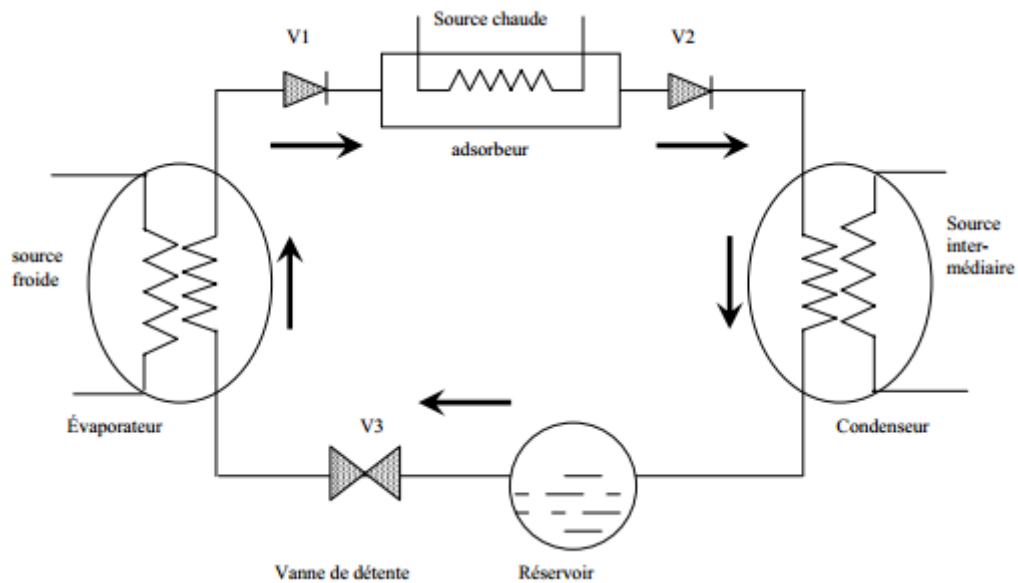 Source chaude
V1
V2
adsorbeur
source
froide
Source
inter-
médiaire
Évaporateur
V3
Condenseur
Vanne de détente
Réservoir